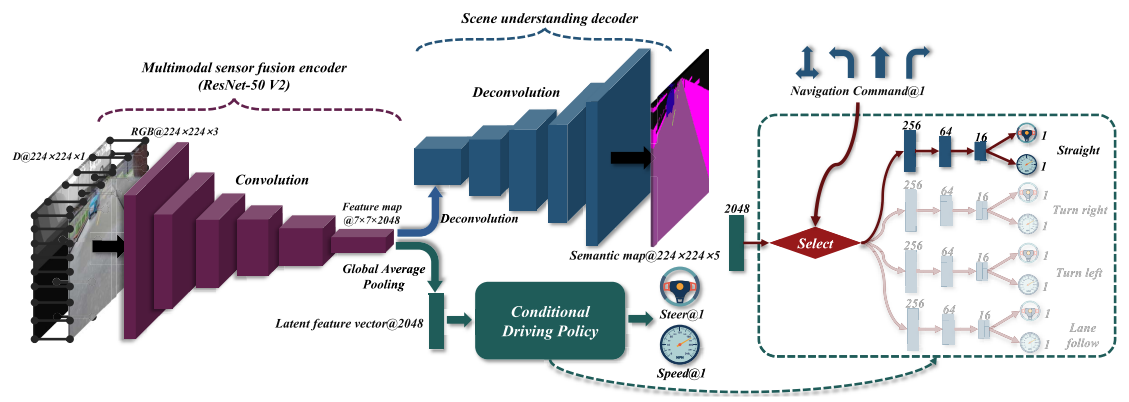 Scene understanding decoder
Multimodal sensor fusion encoder
(ResNet-50 V2)
RGB@224×224×3
D@224×224×1
Convolution
Feature map
@7×7×2048
Deconvolution
Deconvolution
Semantic map@224×224×5
Global Average
Pooling
Latent feature vector@2048
Conditional
Driving Policy
Steer@1
MPH
Speed@1
Navigation Command@1
2048
Select
256
64
16
1
1
Straight
256
64
16
1
1
Turn right
256
64
16
1
1
Turn left
256
64
16
1
1
Lane
follow